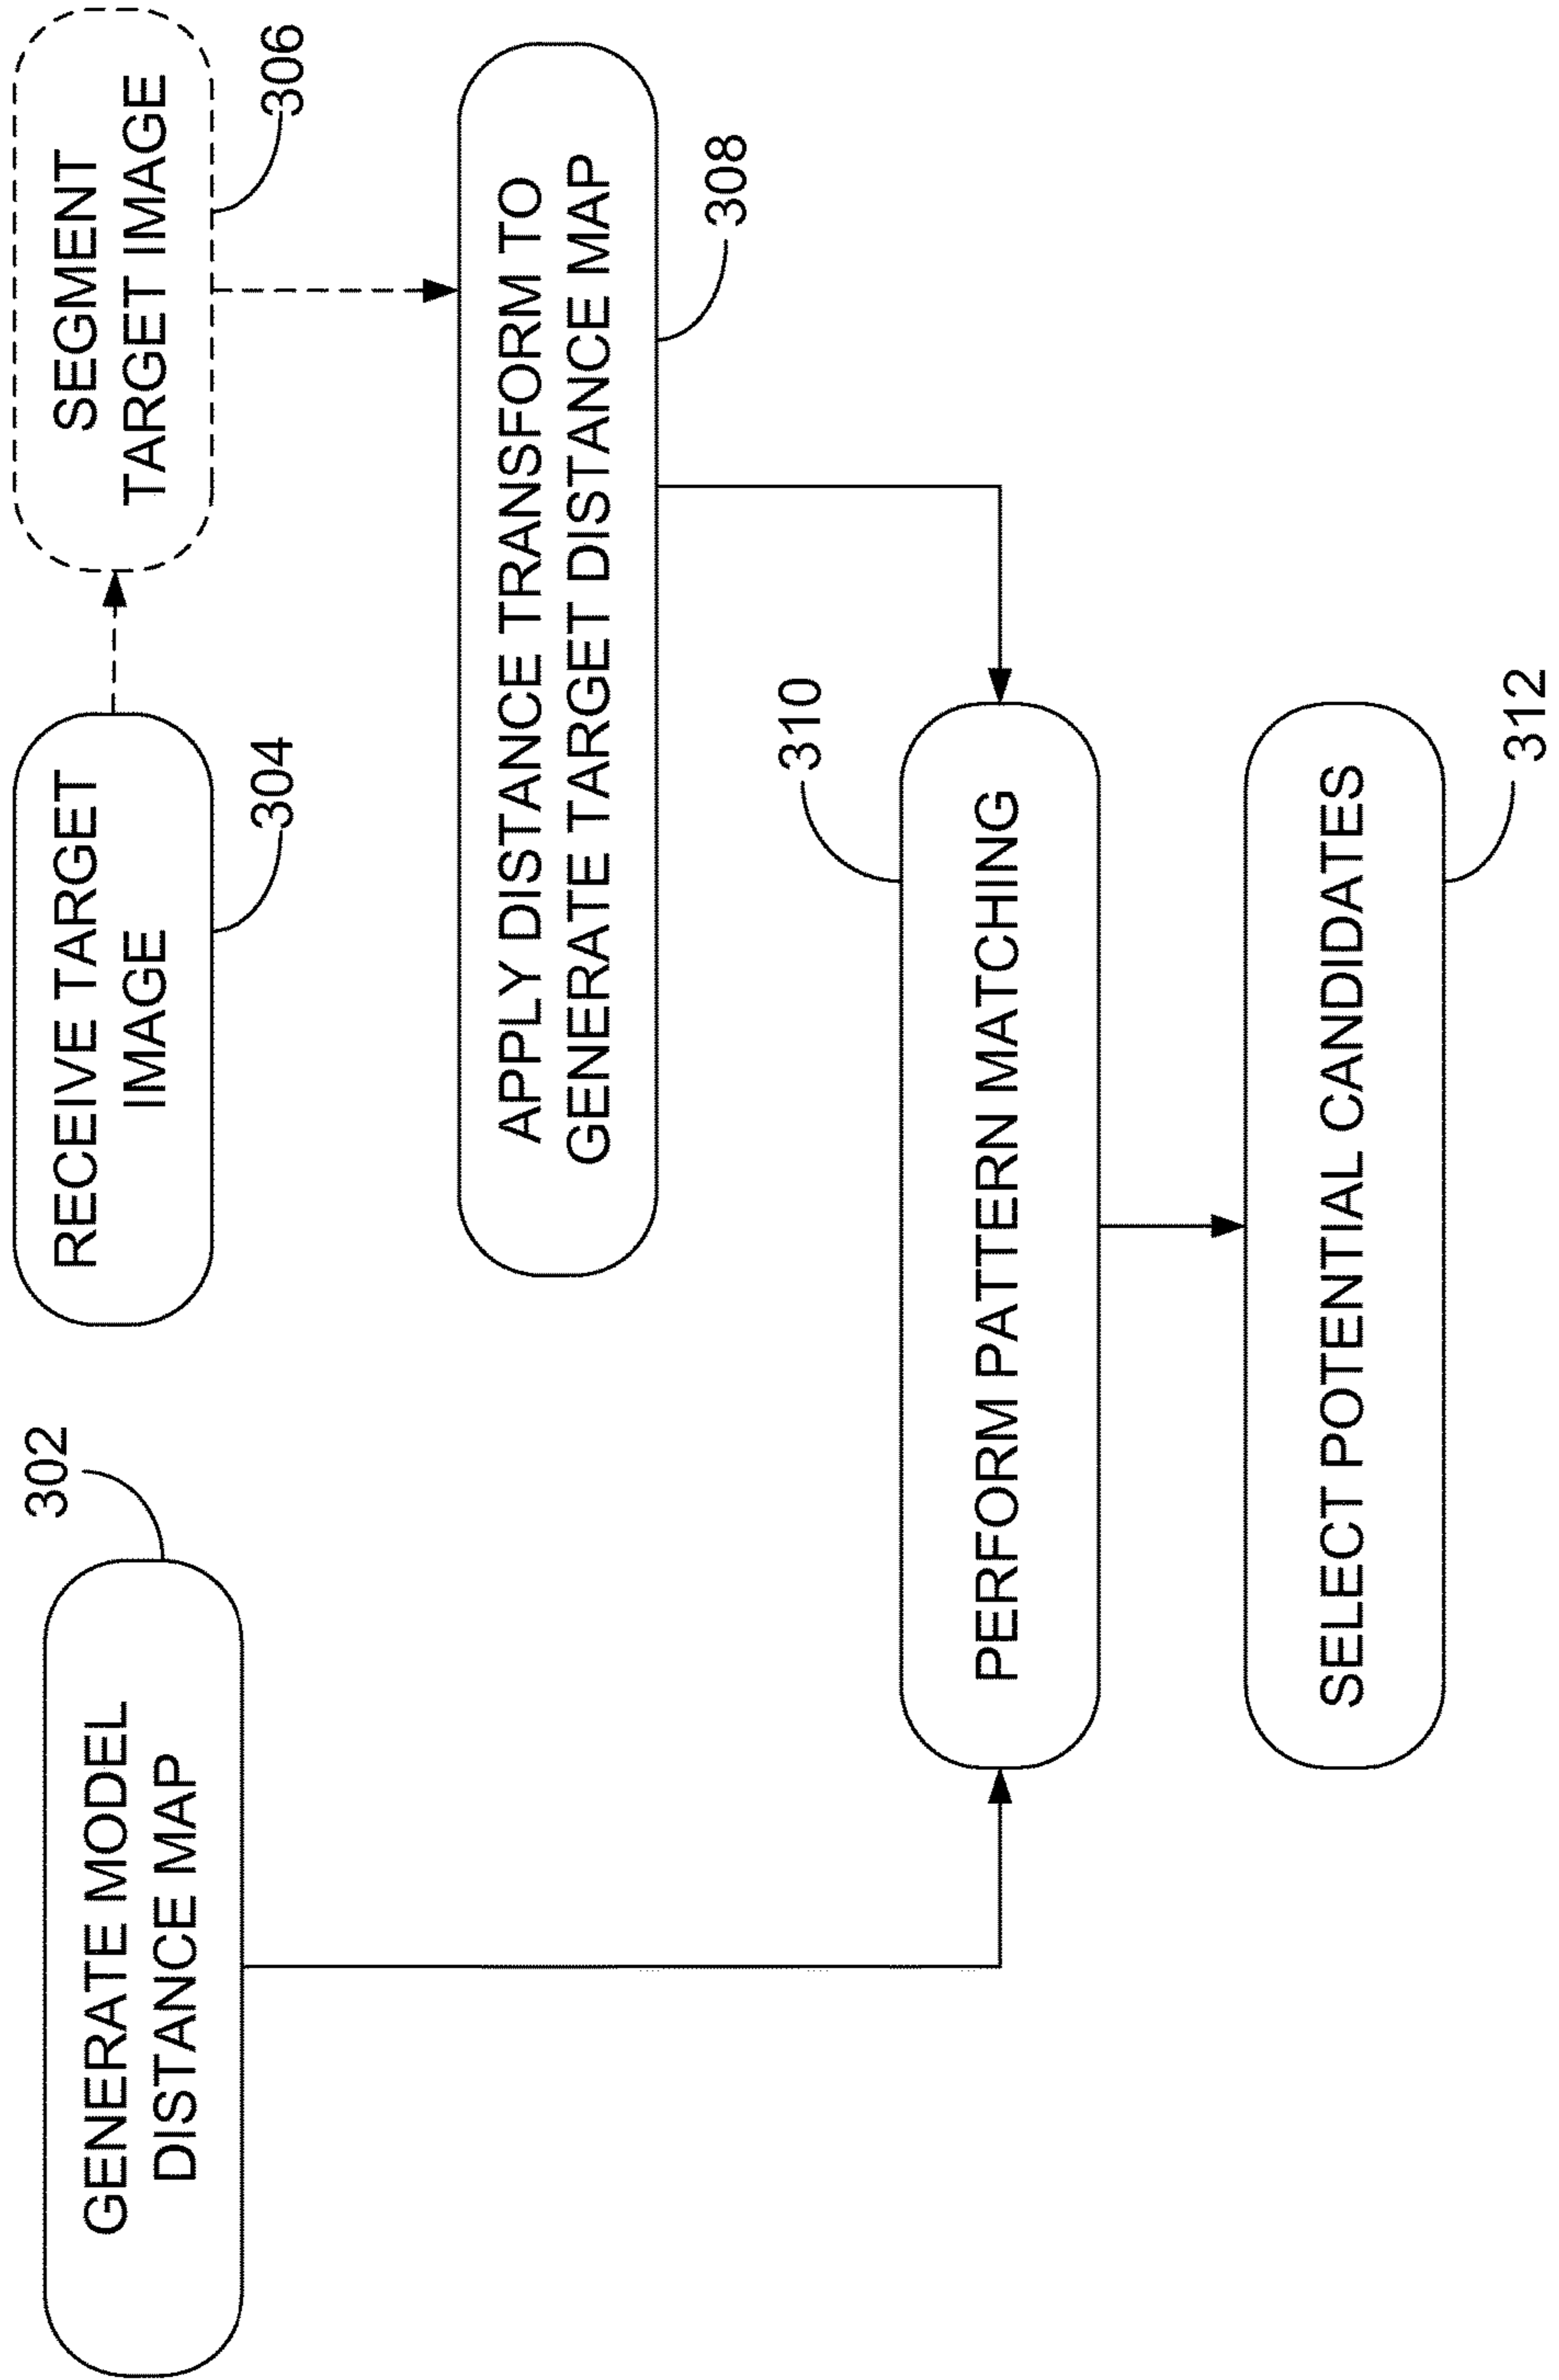 GENERATE MODEL
DISTANCE MAP
302
RECEIVE TARGET
IMAGE
304
SEGMENT
TARGET IMAGE
306
APPLY DISTANCE TRANSFORM TO
GENERATE TARGET DISTANCE MAP
308
PERFORM PATTERN MATCHING
310
SELECT POTENTIAL CANDIDATES
312